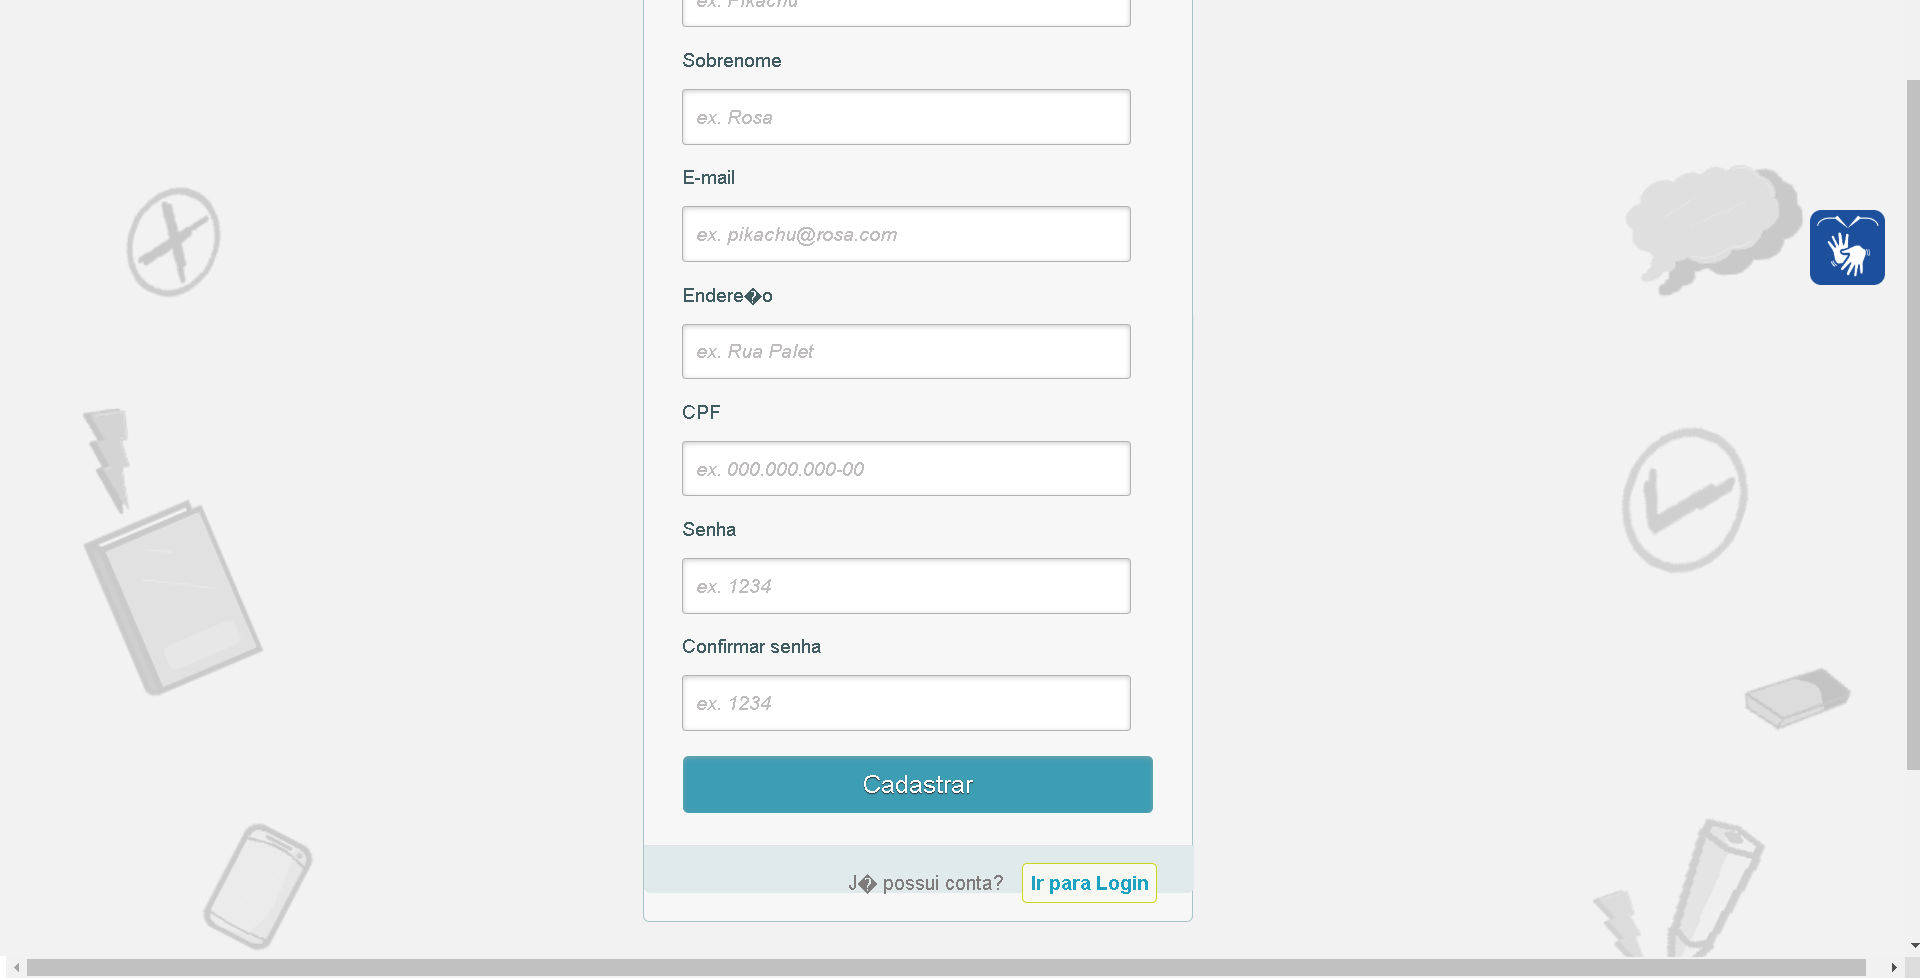 ex. Pikachu
Sobrenome
ex. Rosa
E-mail
ex. pikachu@rosa.com
Endere�o
ex. Rua Palet
CPF
ex. 000.000.000-00
Senha
ex. 1234
Confirmar senha
ex. 1234
Cadastrar
J� possui conta? Ir para Login